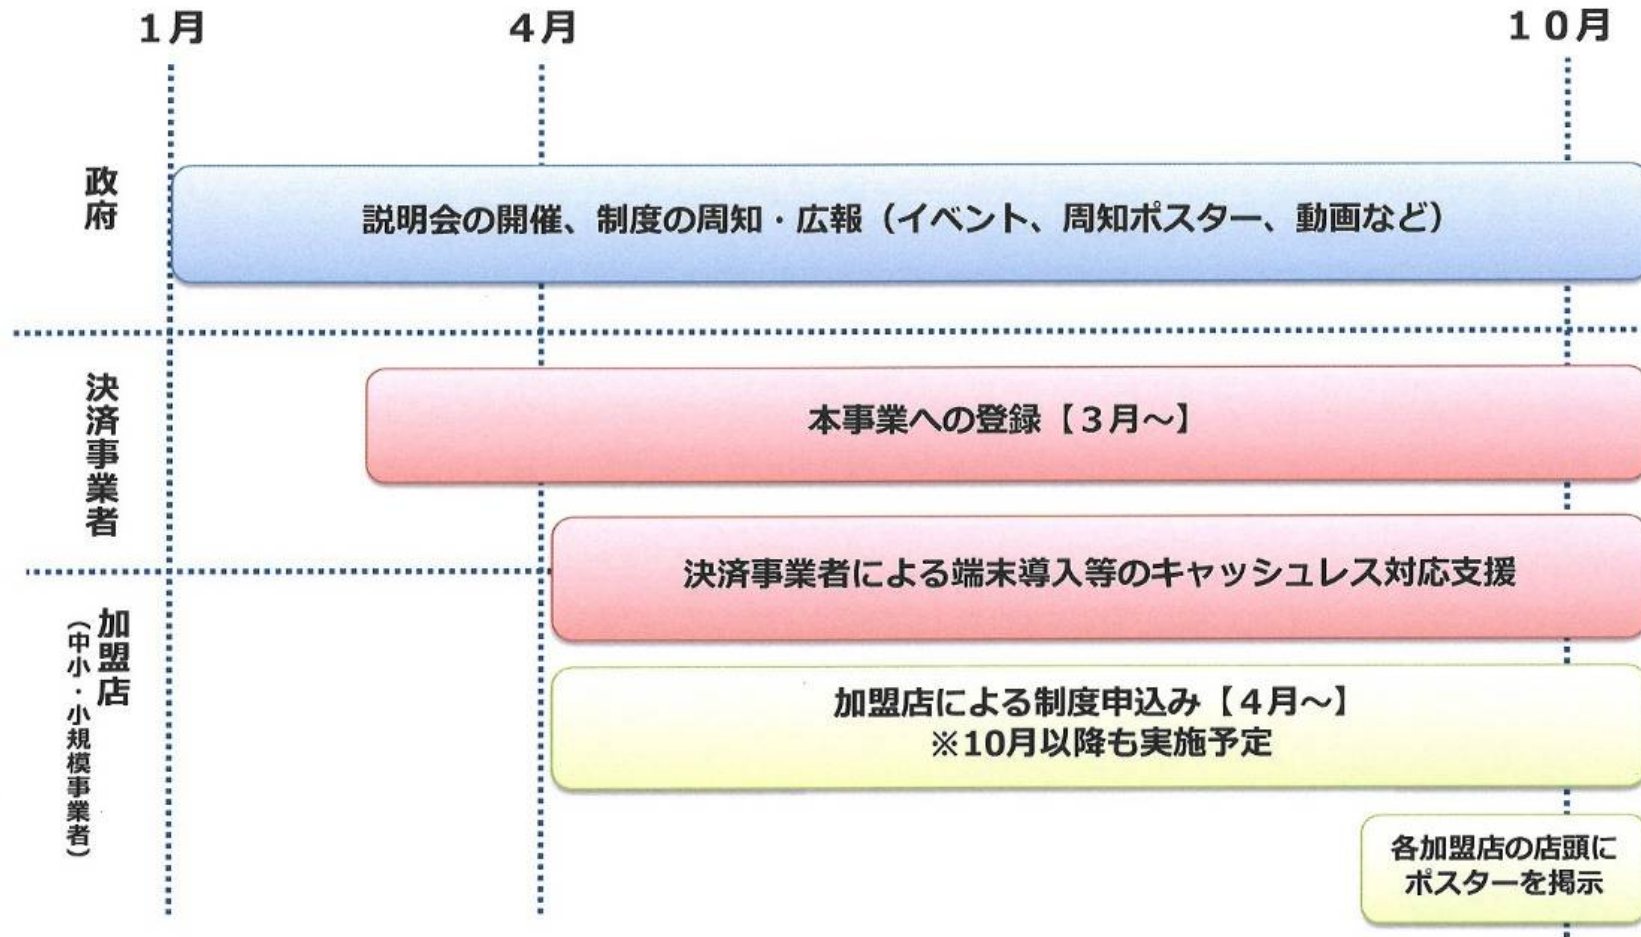 1月
4月
１０月
政府
説明会の開催、制度の周知・広報（イベント、周知ポスター、動画など）
決済事業者
本事業への登録【３月～】
決済事業者による端末導入等のキャッシュレス対応支援
加盟店
（中小・小規模事業者）
加盟店による制度申込み【４月～】
※10月以降も実施予定
各加盟店の店頭に
ポスターを掲示